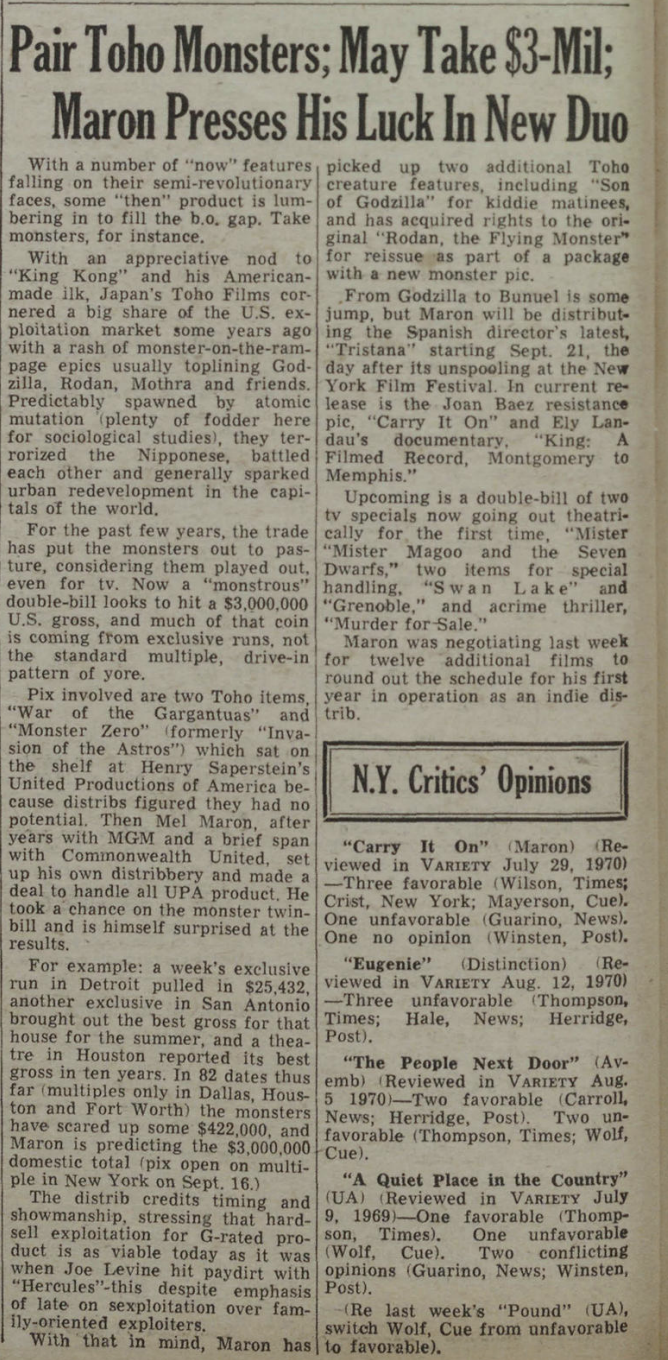 Pair Toho Monsters; May Take $3-Mil;
Maron Presses His Luck In New Duo
With a number of "now" features
falling on their semi-revolutionary
faces, some "then" product is lum-
bering in to fill the b.o. gap. Take
monsters, for instance.
With an appreciative nod to
"King Kong" and his American-
made ilk, Japan's Toho Films cor-
nered a big share of the U.S. ex-
ploitation market some years ago
with a rash of monster-on-the-ram-
page epics usually toplining God-
zilla, Rodan, Mothra and friends.
Predictably spawned by atomic
mutation (plenty of fodder here
for sociological studies), they ter-
rorized the Nipponese, battled
each other and generally sparked
urban redevelopment in the capi-
tals of the world.
For the past few years, the trade
has put the monsters out to pas-
ture, considering them played out,
even for tv. Now a "monstrous"
double-bill looks to hit a $3,000,000
U.S. gross, and much of that coin
is coming from exclusive runs, not
the standard multiple, drive-in
pattern of yore.
Pix involved are two Toho items,
"War of the Gargantuas" and
"Monster Zero" (formerly "Inva-
sion of the Astros") which sat on
the shelf at Henry Saperstein's
United Productions of America be-
cause distribs figured they had no
potential. Then Mel Maron, after
years with MGM and a brief span
with Commonwealth United, set
up his own distribbery and made a
deal to handle all UPA product. He
took a chance on the monster twin-
bill and is himself surprised at the
results.
For example: a week's exclusive
run in Detroit pulled in $25,432,
another exclusive in San Antonio
brought out the best gross for that
house for the summer, and a thea-
tre in Houston reported its best
gross in ten years. In 82 dates thus
far (multiples only in Dallas, Hous-
ton and Fort Worth) the monsters
have scared up some $422,000, and
Maron is predicting the $3,000,000
domestic total (pix open on multi-
ple in New York on Sept. 16.)
The distrib credits timing and
showmanship, stressing that hard-
sell exploitation for G-rated pro-
duct is as viable today as it was
when Joe Levine hit paydirt with
"Hercules"-this despite emphasis
of late on sexploitation over fam-
ily-oriented exploiters.
With that in mind, Maron has
picked up two additional Toho
creature features, including "Son
of Godzilla" for kiddie matinees,
and has acquired rights to the ori-
ginal "Rodan, the Flying Monster"
for reissue as part of a package
with a new monster pic.
From Godzilla to Bunuel is some
jump, but Maron will be distribut-
ing the Spanish director's latest,
"Tristana" starting Sept. 21, the
day after its unspooling at the New
York Film Festival. In current re-
lease is the Joan Baez resistance
pic, "Carry It On" and Ely Lan-
dau's documentary, "King: A
Filmed Record, Montgomery to
Memphis."
Upcoming is a double-bill of two
tv specials now going out theatri-
cally for the first time, "Mister
"Mister Magoo and the Seven
Dwarfs," two items for special
handling, "Swan Lake" and
"Grenoble," and acrime thriller,
"Murder for Sale."
Maron was negotiating last week
for twelve additional films to
round out the schedule for his first
year in operation as an indie dis-
trib.
N.Y. Critics' Opinions
"Carry It On" (Maron) (Re-
viewed in VARIETY July 29, 1970)
—Three favorable (Wilson, Times;
Crist, New York; Mayerson, Cue).
One unfavorable (Guarino, News).
One no opinion (Winsten, Post).
"Eugenie" (Distinction) (Re-
viewed in VARIETY Aug. 12, 1970)
—Three unfavorable (Thompson,
Times; Hale, News; Herridge,
Post).
"The People Next Door" (Av-
emb) (Reviewed in VARIETY Aug.
5 1970)—Two favorable (Carroll,
News; Herridge, Post). Two un-
favorable (Thompson, Times; Wolf,
Cue).
"A Quiet Place in the Country"
(UA) (Reviewed in VARIETY July
9, 1969)—One favorable (Thomp-
son, Times). One unfavorable
(Wolf, Cue). Two conflicting
opinions (Guarino, News; Winsten,
Post).
(Re last week's "Pound" (UA),
switch Wolf, Cue from unfavorable
to favorable).